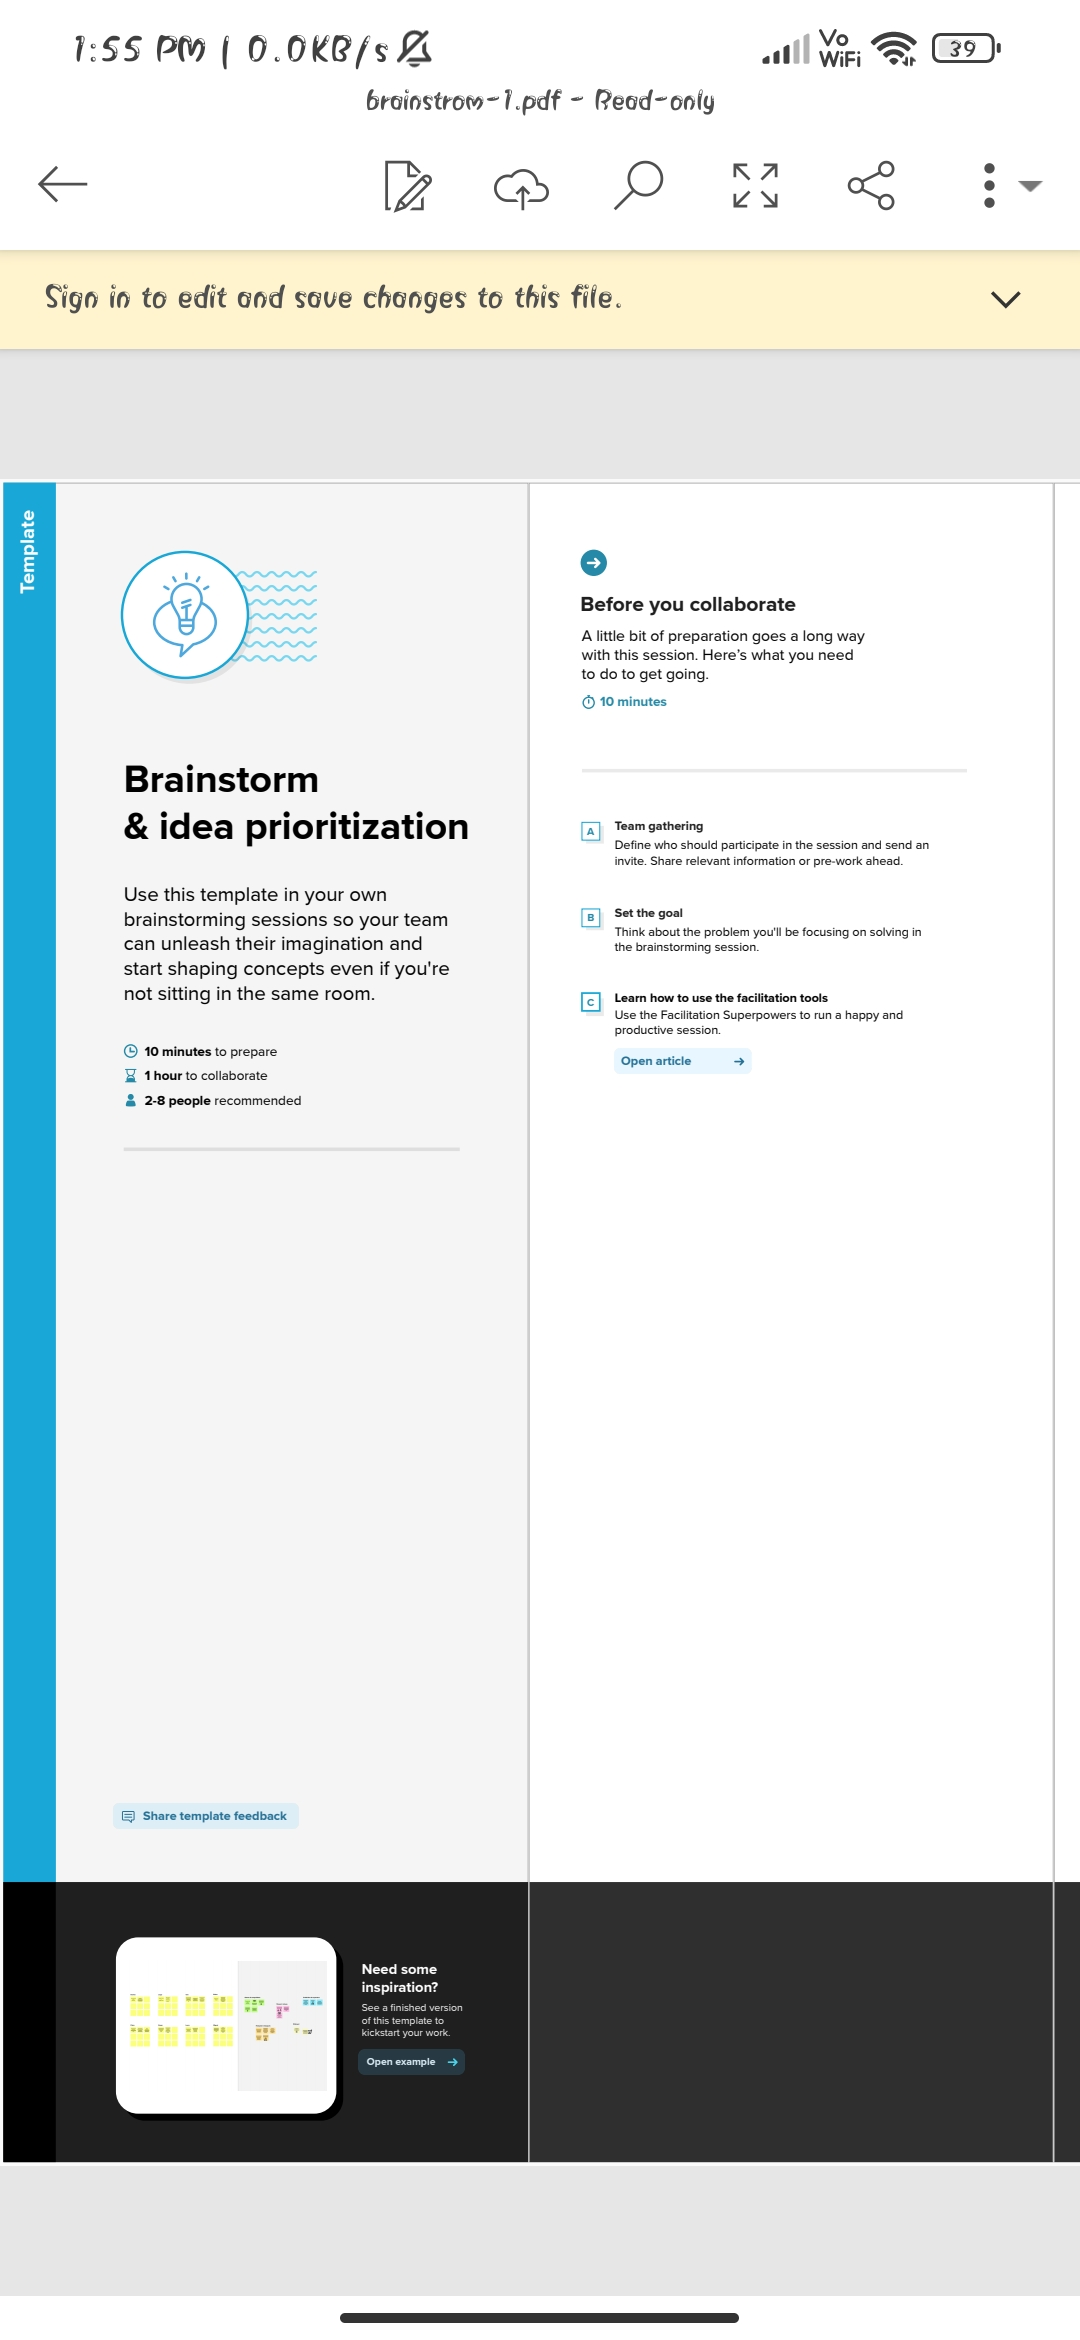 1:55 PM | 0.0KB/s
Vo
WiFi
39
brainstrom-1.pdf - Read-only
Sign in to edit and save changes to this file.
Template
Brainstorm
& idea prioritization
Use this template in your own
brainstorming sessions so your team
can unleash their imagination and
start shaping concepts even if you're
not sitting in the same room.
10 minutes to prepare
1 hour to collaborate
2-8 people recommended
Share template feedback
Before you collaborate
A little bit of preparation goes a long way
with this session. Here's what you need
to do to get going.
10 minutes
A
Team gathering
Define who should participate in the session and send an
invite. Share relevant information or pre-work ahead.
B
Set the goal
Think about the problem you'll be focusing on solving in
the brainstorming session.
C
Learn how to use the facilitation tools
Use the Facilitation Superpowers to run a happy and
productive session.
Open article
Need some
inspiration?
See a finished version
of this template to
kickstart your work.
Open example